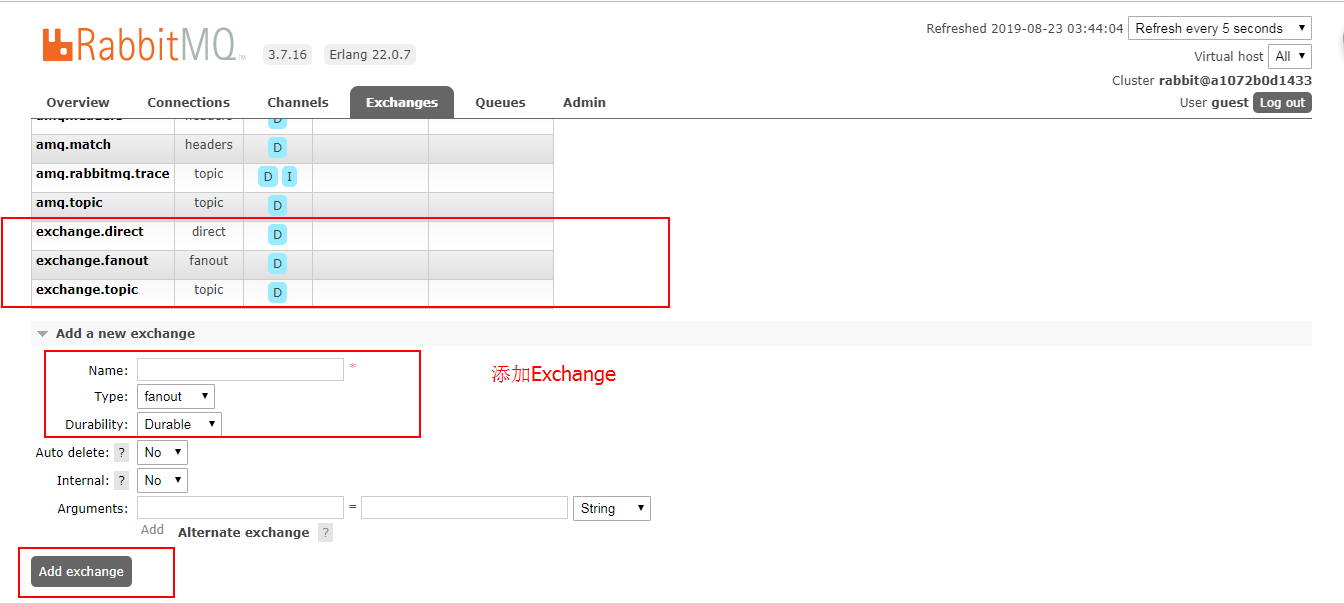 RabbitMQ TM 3.7.16 Erlang 22.0.7
Refreshed 2019-08-23 03:44:04 Refresh every 5 seconds
Virtual host All
Cluster rabbit@a1072b0d1433
User guest Log out
Overview Connections Channels Exchanges Queues Admin
amq.headers headers D
amq.match headers D
amq.rabbitmq.trace topic D I
amq.topic topic D
exchange.direct direct D
exchange.fanout fanout D
exchange.topic topic D
Add a new exchange
Name: *
添加Exchange
Type: fanout
Durability: Durable
Auto delete: ? No
Internal: ? No
Arguments: = String
Add Alternate exchange ?
Add exchange